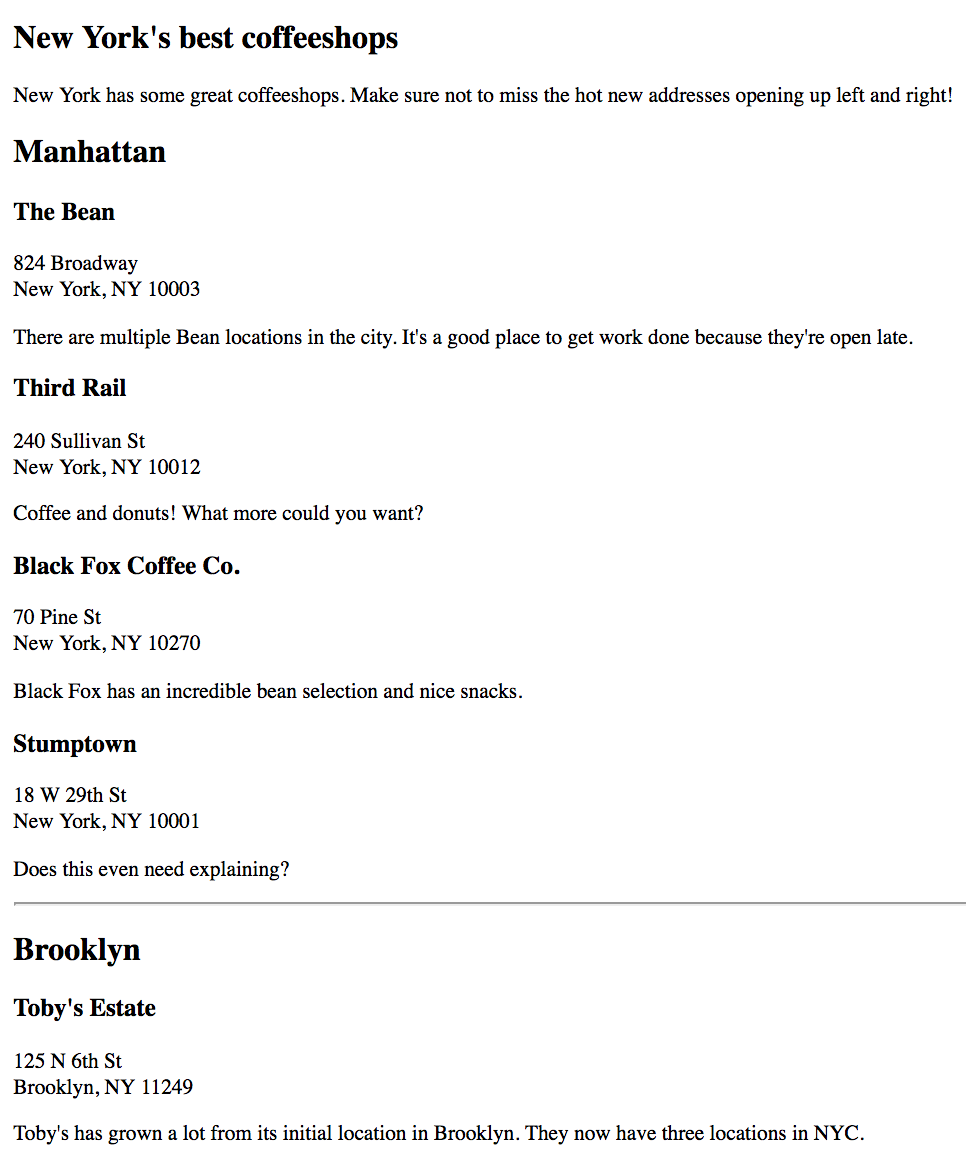 New York's best coffeeshops
New York has some great coffeeshops. Make sure not to miss the hot new addresses opening up left and right!
Manhattan
The Bean
824 Broadway
New York, NY 10003
There are multiple Bean locations in the city. It's a good place to get work done because they're open late.
Third Rail
240 Sullivan St
New York, NY 10012
Coffee and donuts! What more could you want?
Black Fox Coffee Co.
70 Pine St
New York, NY 10270
Black Fox has an incredible bean selection and nice snacks.
Stumptown
18 W 29th St
New York, NY 10001
Does this even need explaining?
Brooklyn
Toby's Estate
125 N 6th St
Brooklyn, NY 11249
Toby's has grown a lot from its initial location in Brooklyn. They now have three locations in NYC.